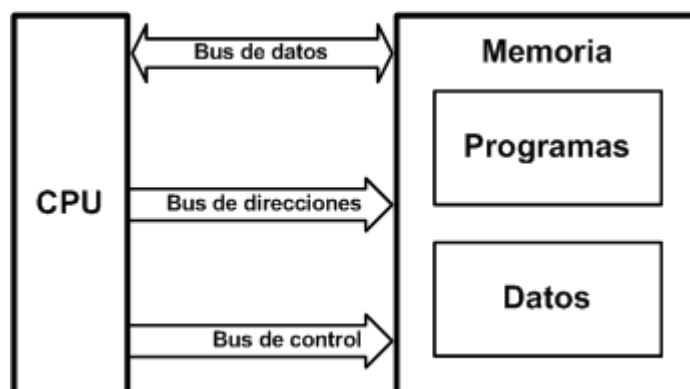 Bus de datos
Memoria
Programas
CPU
Bus de direcciones
Datos
Bus de control